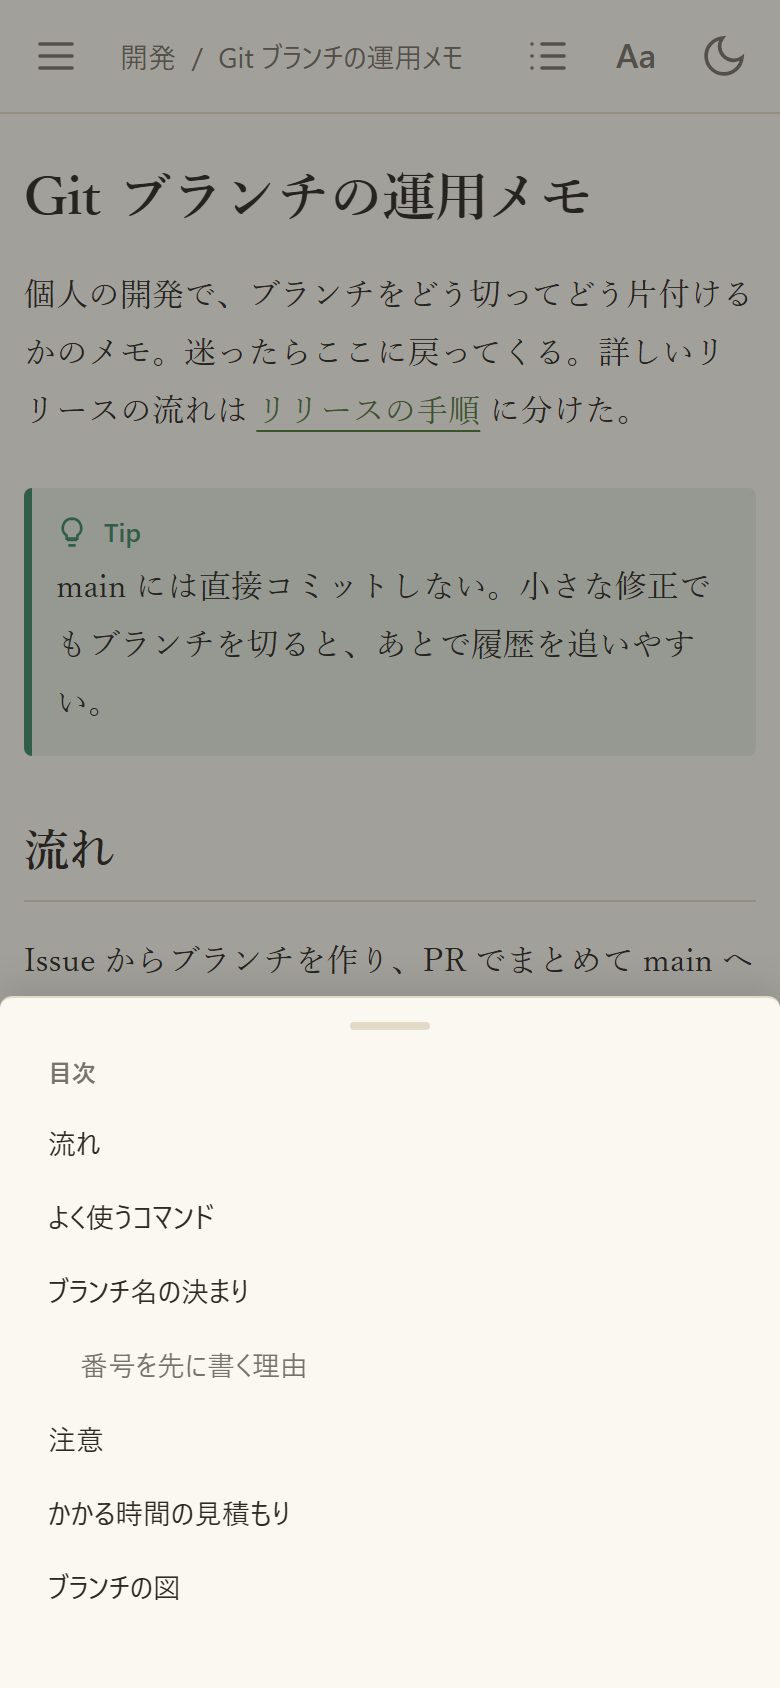 開発 / Git ブランチの運用メモ
Aa
Git ブランチの運用メモ
個人の開発で、ブランチをどう切ってどう片付ける
かのメモ。迷ったらここに戻ってくる。詳しいリ
リースの流れは リリースの手順 に分けた。
Tip
main には直接コミットしない。小さな修正で
もブランチを切ると、あとで履歴を追いやす
い。
流れ
Issue からブランチを作り、PR でまとめて main へ
目次
流れ
よく使うコマンド
ブランチ名の決まり
番号を先に書く理由
注意
かかる時間の見積もり
ブランチの図